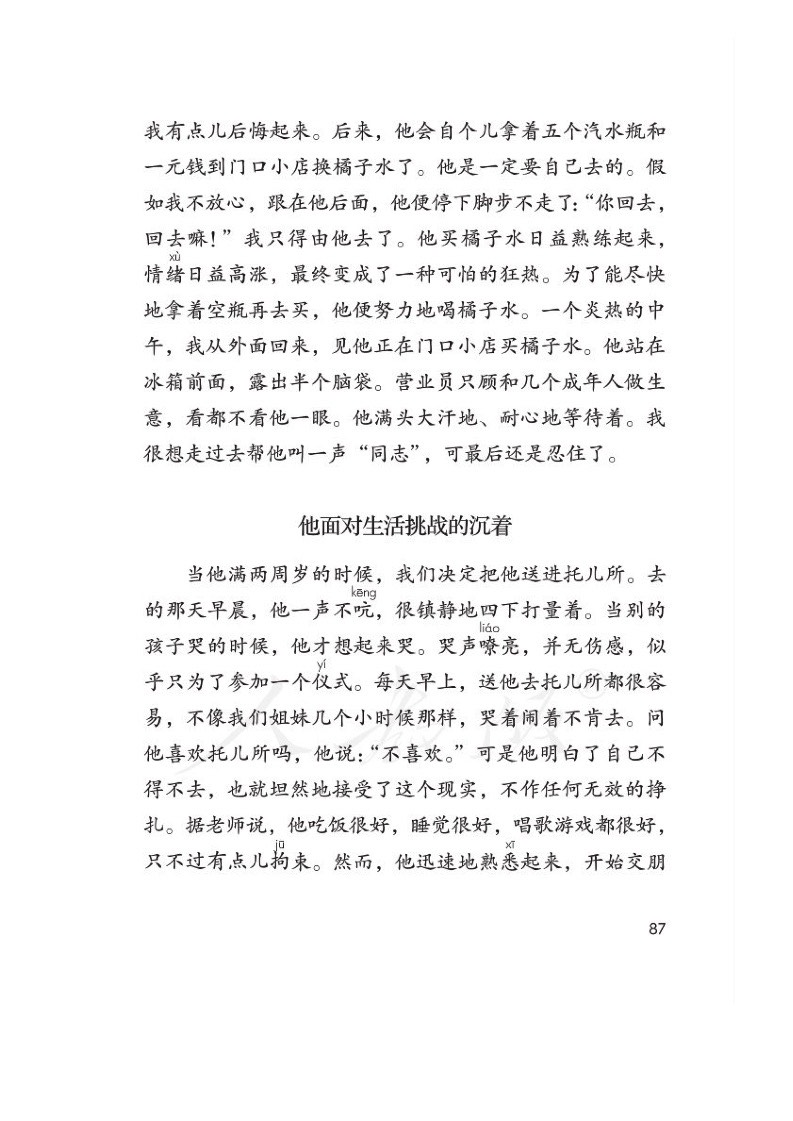 我有点儿后悔起来。后来，他会自个儿拿着五个汽水瓶和
一元钱到门口小店换橘子水了。他是一定要自己去的。假
如我不放心，跟在他后面，他便停下脚步不走了：“你回去，
回去嘛！”我只得由他去了。他买橘子水日益熟练起来，
xù
情绪日益高涨，最终变成了一种可怕的狂热。为了能尽快
地拿着空瓶再去买，他便努力地喝橘子水。一个炎热的中
午，我从外面回来，见他正在门口小店买橘子水。他站在
冰箱前面，露出半个脑袋。营业员只顾和几个成年人做生
意，看都不看他一眼。他满头大汗地、耐心地等待着。我
很想走过去帮他叫一声“同志”，可最后还是忍住了。
他面对生活挑战的沉着
当他满两周岁的时候，我们决定把他送进托儿所。去
kēng
的那天早晨，他一声不吭，很镇静地四下打量着。当别的
liáo
孩子哭的时候，他才想起来哭。哭声嘹亮，并无伤感，似
yí
乎只为了参加一个仪式。每天早上，送他去托儿所都很容
易，不像我们姐妹几个小时候那样，哭着闹着不肯去。问
他喜欢托儿所吗，他说：“不喜欢。”可是他明白了自己不
得不去，也就坦然地接受了这个现实，不作任何无效的挣
扎。据老师说，他吃饭很好，睡觉很好，唱歌游戏都很好，
jū xī
只不过有点儿拘束。然而，他迅速地熟悉起来，开始交朋
人教版®
87